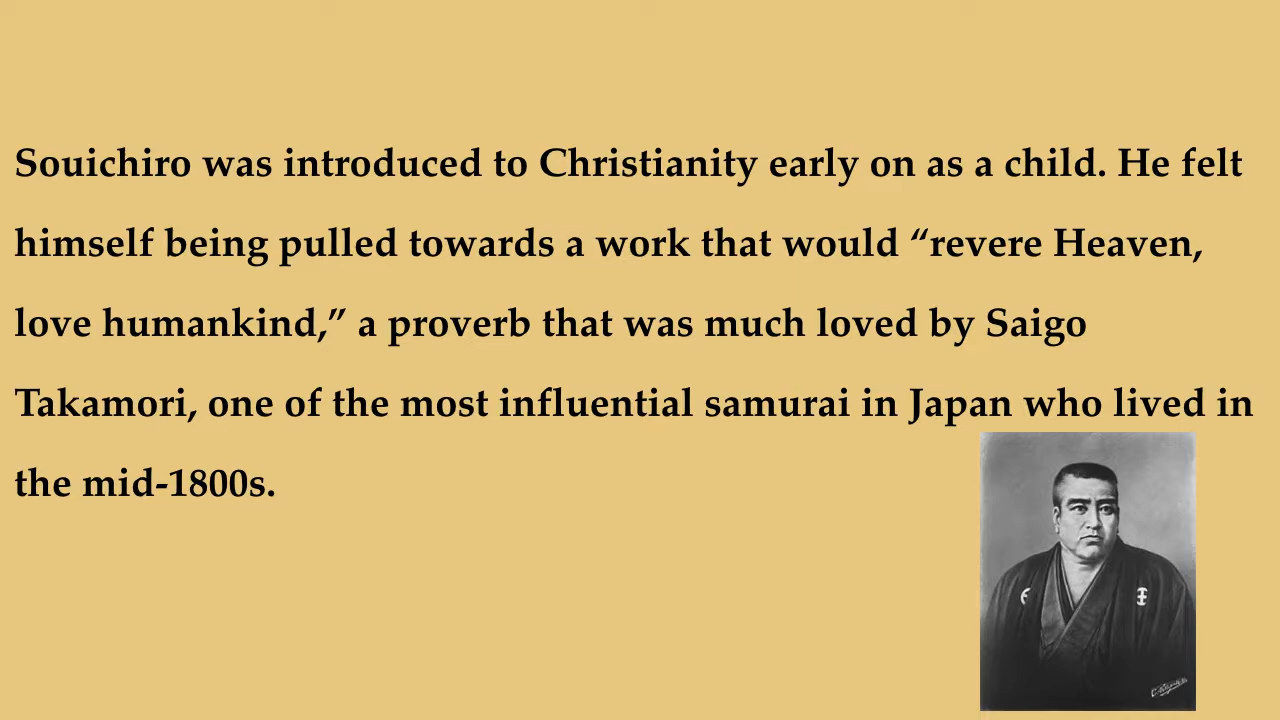 Souichiro was introduced to Christianity early on as a child. He felt
himself being pulled towards a work that would “revere Heaven,
love humankind,” a proverb that was much loved by Saigo
Takamori, one of the most influential samurai in Japan who lived in
the mid-1800s.